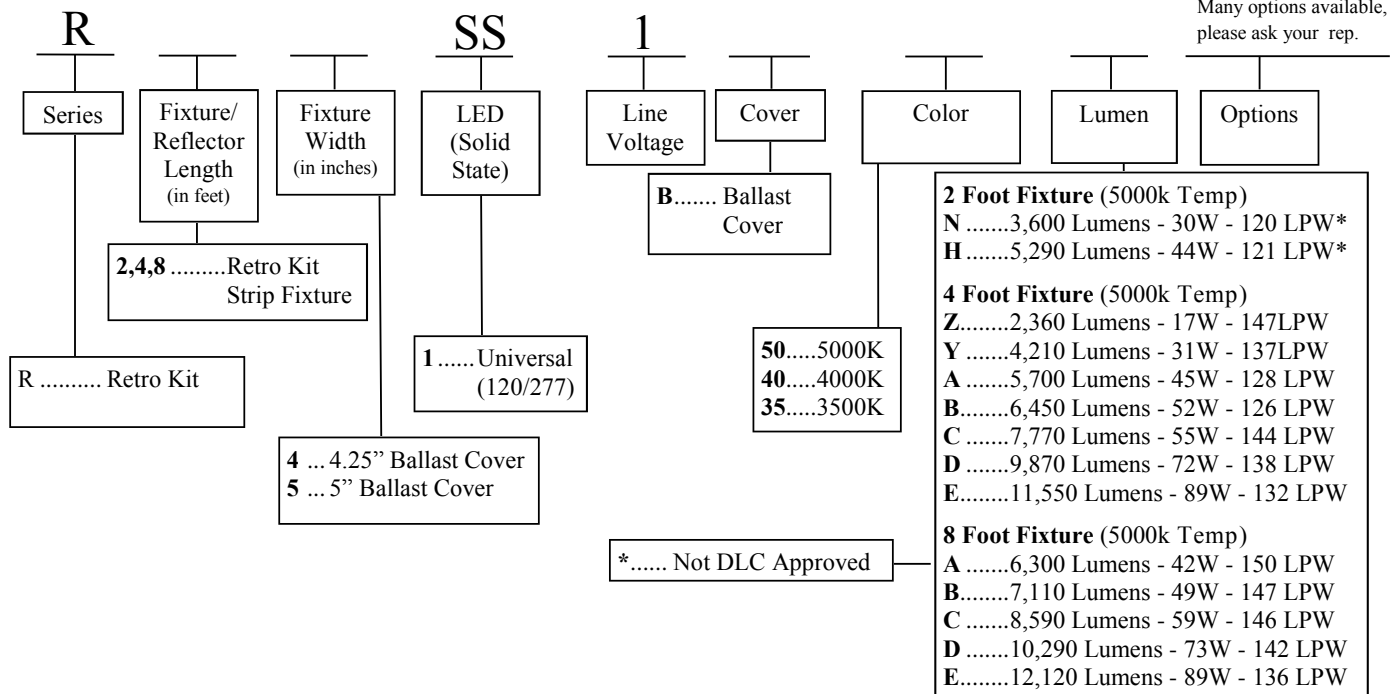 Many options available,
please ask your rep.
R SS 1
Series
Fixture/
Reflector
Length
(in feet)
Fixture
Width
(in inches)
LED
(Solid
State)
Line
Voltage
Cover
Color
Lumen
Options
B....... Ballast
Cover
2,4,8 .........Retro Kit
Strip Fixture
R .......... Retro Kit
1 ......Universal
(120/277)
4 ... 4.25” Ballast Cover
5 ... 5” Ballast Cover
50.....5000K
40.....4000K
35.....3500K
2 Foot Fixture (5000k Temp)
N .......3,600 Lumens - 30W - 120 LPW*
H .......5,290 Lumens - 44W - 121 LPW*
4 Foot Fixture (5000k Temp)
Z........2,360 Lumens - 17W - 147LPW
Y .......4,210 Lumens - 31W - 137LPW
A .......5,700 Lumens - 45W - 128 LPW
B........6,450 Lumens - 52W - 126 LPW
C .......7,770 Lumens - 55W - 144 LPW
D .......9,870 Lumens - 72W - 138 LPW
E........11,550 Lumens - 89W - 132 LPW
8 Foot Fixture (5000k Temp)
A .......6,300 Lumens - 42W - 150 LPW
B........7,110 Lumens - 49W - 147 LPW
C .......8,590 Lumens - 59W - 146 LPW
D .......10,290 Lumens - 73W - 142 LPW
E........12,120 Lumens - 89W - 136 LPW
*...... Not DLC Approved